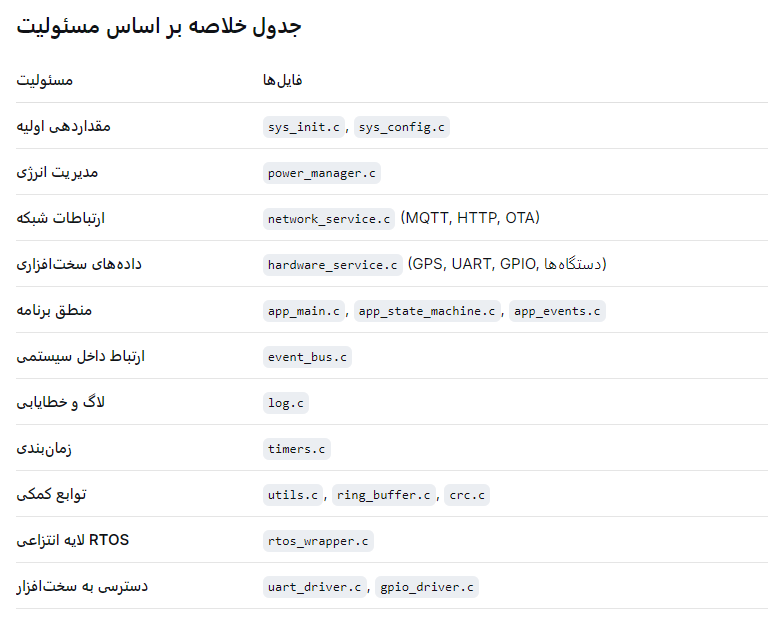 جدول خلاصه بر اساس مسئولیت
مسئولیت فایل‌ها
مقداردهی اولیه sys_init.c, sys_config.c
مدیریت انرژی power_manager.c
ارتباطات شبکه network_service.c (MQTT, HTTP, OTA)
داده‌های سخت‌افزاری hardware_service.c (GPS, UART, GPIO, دستگاه‌ها)
منطق برنامه app_main.c, app_state_machine.c, app_events.c
ارتباط داخل سیستمی event_bus.c
لاگ و خطایابی log.c
زمان‌بندی timers.c
توابع کمکی utils.c, ring_buffer.c, crc.c
لایه انتزاعی RTOS rtos_wrapper.c
دسترسی به سخت‌افزار uart_driver.c, gpio_driver.c